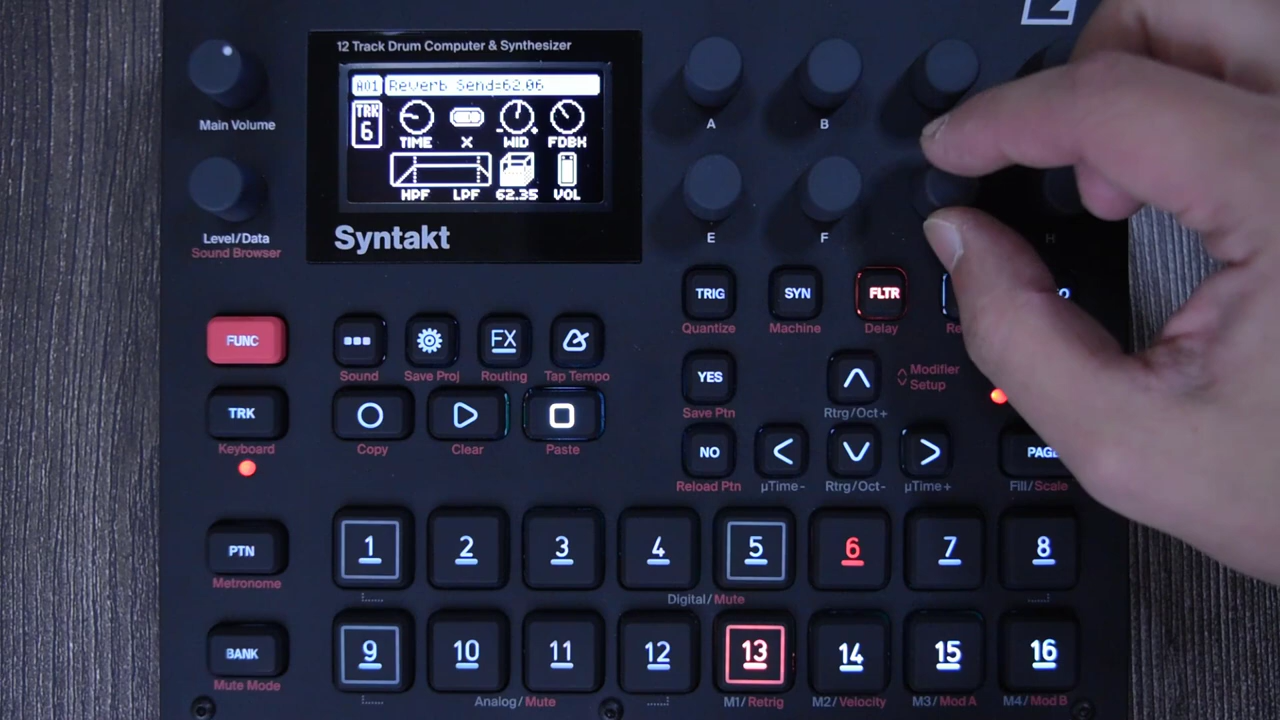 12 Track Drum Computer & Synthesizer
A01 Reverb Send=62.06
TRK 6
TIME X WID FDBK
HPF LPF 62.35 VOL
Syntakt
Main Volume
Level/Data
Sound Browser
A B
E F H
TRIG SYN FLTR
Quantize Machine Delay Re
FUNC FX
Sound Save Proj Routing Tap Tempo
YES
Modifier
Setup
Save Ptn Rtrg/Oct+
TRK
Keyboard Copy Clear Paste
NO PAGE
Reload Ptn µTime- Rtrg/Oct- µTime+ Fill/Scale
PTN 1 2 3 4 5 6 7 8
Metronome
Digital/Mute
BANK 9 10 11 12 13 14 15 16
Mute Mode
Analog/Mute M1/Retrig M2/Velocity M3/Mod A M4/Mod B